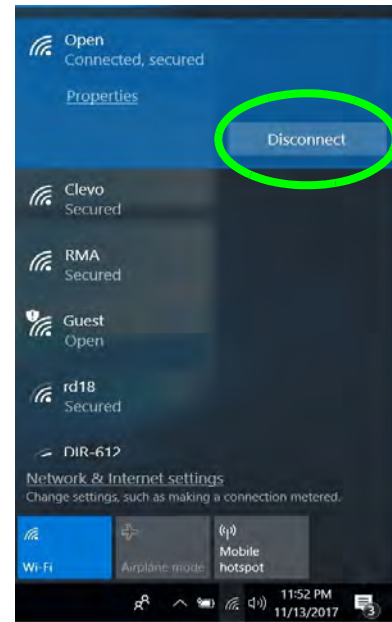 Open
Connected, secured
Properties
Disconnect
Clevo
Secured
RMA
Secured
Guest
Open
rd18
Secured
DIR-612
Network & Internet settings
Change settings, such as making a connection metered.
Wi-Fi
Airplane mode
Mobile
hotspot
11:52 PM
11/13/2017
3